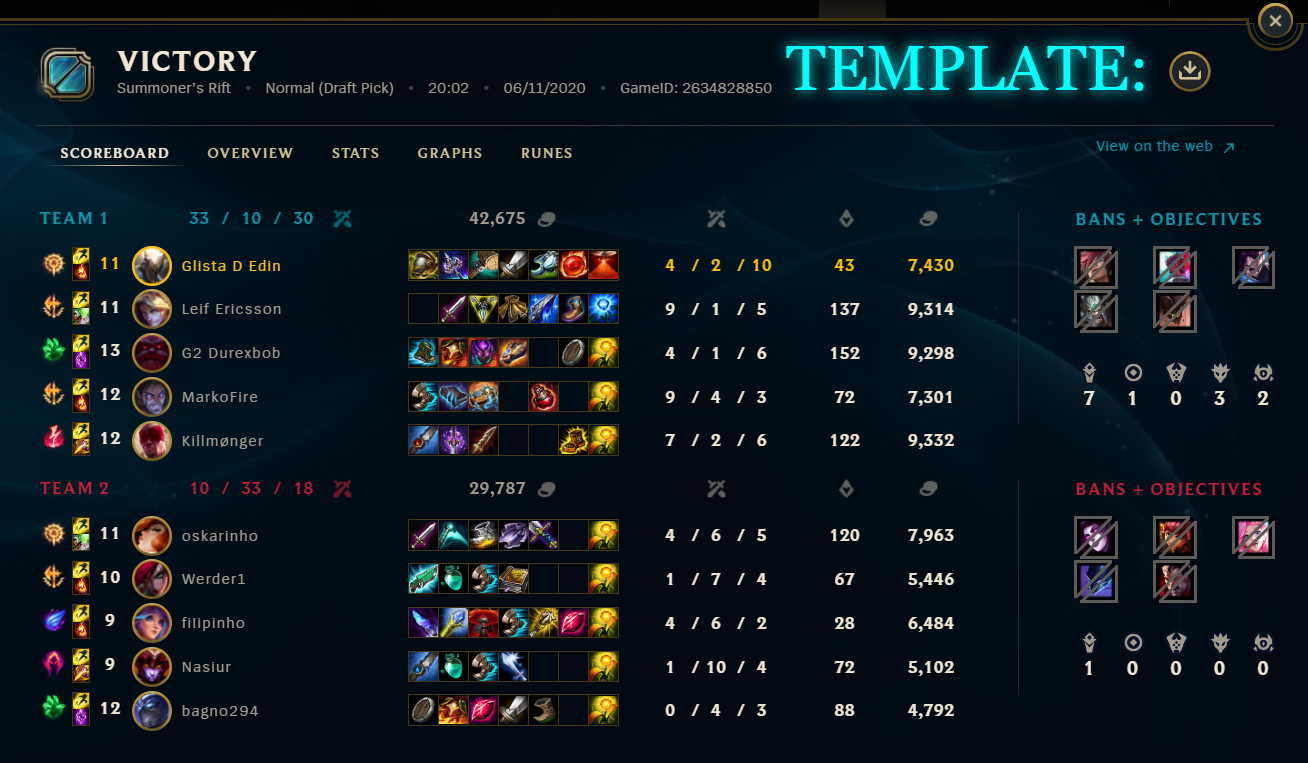 VICTORY
TEMPLATE:
Summoner's Rift • Normal (Draft Pick) • 20:02 • 06/11/2020 • GameID: 2634828850
SCOREBOARD OVERVIEW STATS GRAPHS RUNES View on the web
TEAM 1 33 / 10 / 30 42,675 BANS + OBJECTIVES
11 Glista D Edin 4 / 2 / 10 43 7,430
11 Leif Ericsson 9 / 1 / 5 137 9,314
13 G2 Durexbob 4 / 1 / 6 152 9,298
12 MarkoFire 9 / 4 / 3 72 7,301
7 1 0 3 2
12 Killmønger 7 / 2 / 6 122 9,332
TEAM 2 10 / 33 / 18 29,787 BANS + OBJECTIVES
11 oskarinho 4 / 6 / 5 120 7,963
10 Werder1 1 / 7 / 4 67 5,446
9 filipinho 4 / 6 / 2 28 6,484
9 Nasiur 1 / 10 / 4 72 5,102
1 0 0 0 0
12 bagno294 0 / 4 / 3 88 4,792